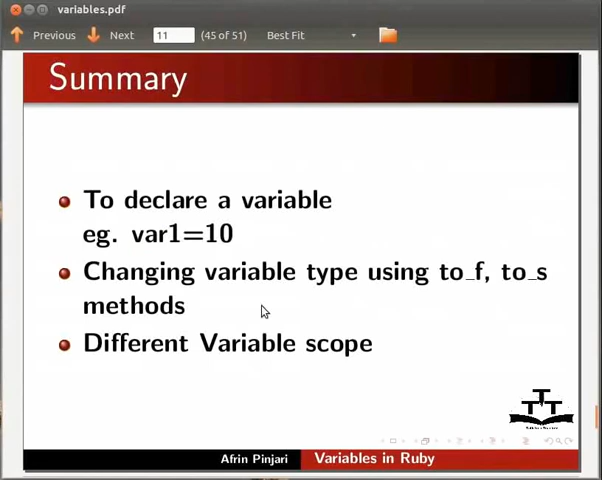 variables.pdf
Previous Next 11 (45 of 51) Best Fit
Summary
To declare a variable
eg. var1=10
Changing variable type using to_f, to_s
methods
Different Variable scope
TTT
Afrin Pinjari Variables in Ruby